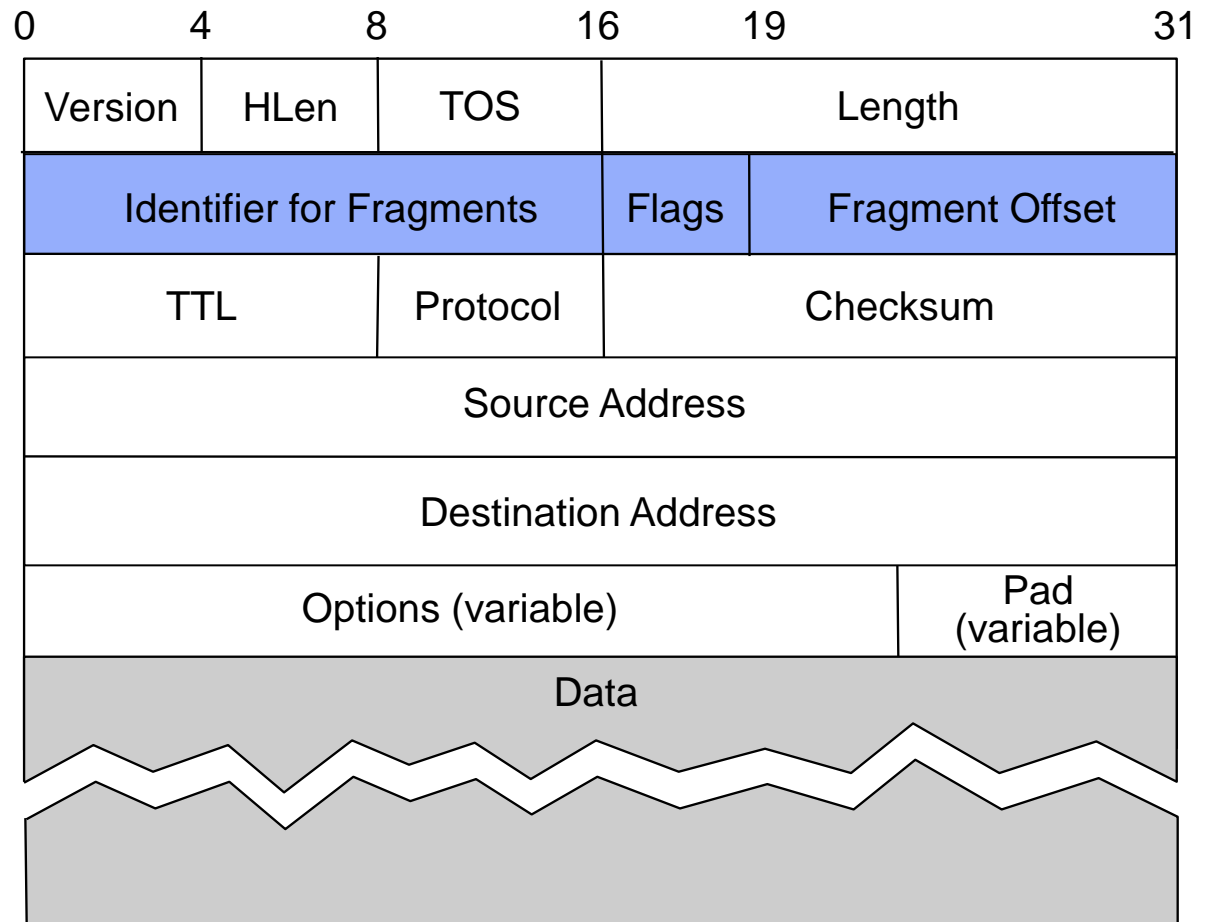 0 4 8 16 19 31
Version HLen TOS Length
Identifier for Fragments Flags Fragment Offset
TTL Protocol Checksum
Source Address
Destination Address
Options (variable) Pad
(variable)
Data